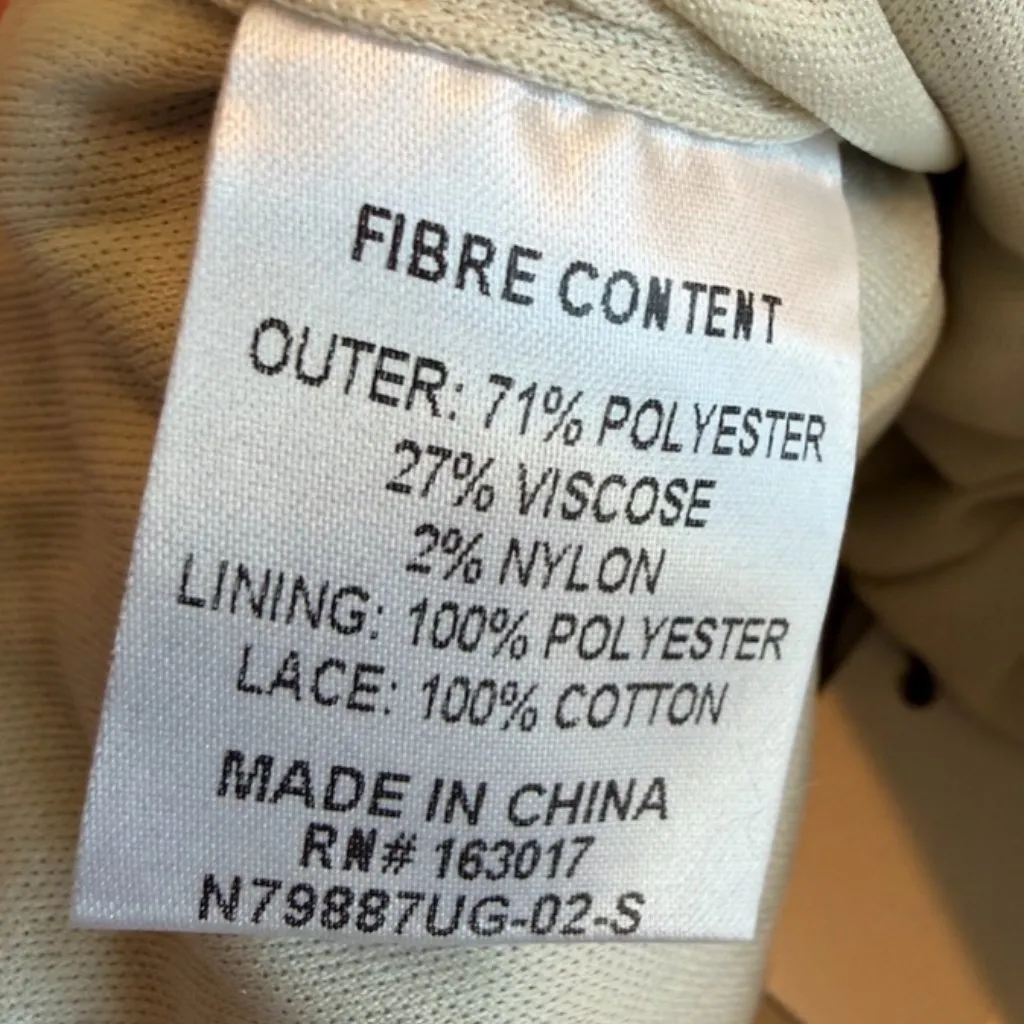 FIBRE CONTENT
OUTER: 71% POLYESTER
27% VISCOSE
2% NYLON
LINING: 100% POLYESTER
LACE: 100% COTTON
MADE IN CHINA
RN# 163017
N79887UG-02-S